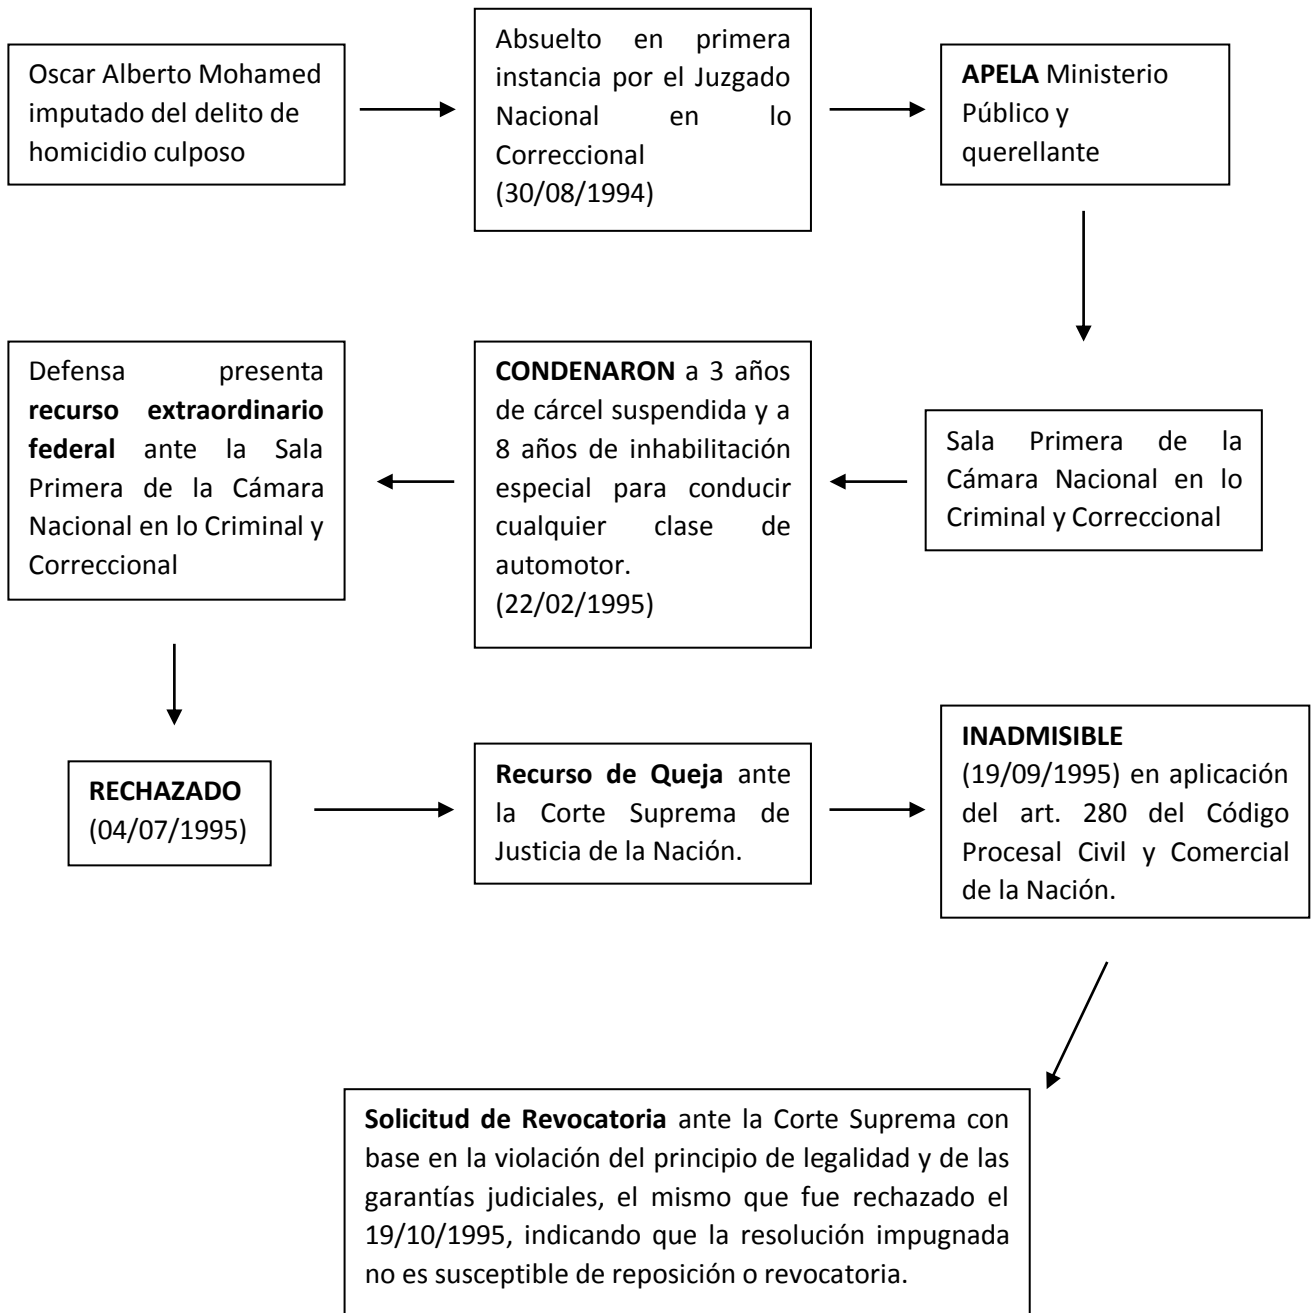 Oscar Alberto Mohamed
imputado del delito de
homicidio culposo
Absuelto en primera
instancia por el Juzgado
Nacional en lo
Correccional
(30/08/1994)
APELA Ministerio
Público y
querellante
Sala Primera de la
Cámara Nacional en lo
Criminal y Correccional
CONDENARON a 3 años
de cárcel suspendida y a
8 años de inhabilitación
especial para conducir
cualquier clase de
automotor.
(22/02/1995)
Defensa presenta
recurso extraordinario
federal ante la Sala
Primera de la Cámara
Nacional en lo Criminal y
Correccional
RECHAZADO
(04/07/1995)
Recurso de Queja ante
la Corte Suprema de
Justicia de la Nación.
INADMISIBLE
(19/09/1995) en aplicación
del art. 280 del Código
Procesal Civil y Comercial
de la Nación.
Solicitud de Revocatoria ante la Corte Suprema con
base en la violación del principio de legalidad y de las
garantías judiciales, el mismo que fue rechazado el
19/10/1995, indicando que la resolución impugnada
no es susceptible de reposición o revocatoria.